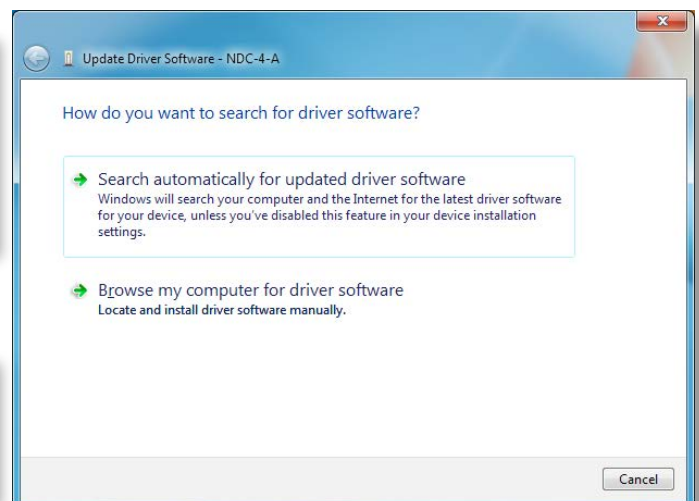 Update Driver Software - NDC-4-A
How do you want to search for driver software?
Search automatically for updated driver software
Windows will search your computer and the Internet for the latest driver software
for your device, unless you've disabled this feature in your device installation
settings.
Browse my computer for driver software
Locate and install driver software manually.
Cancel